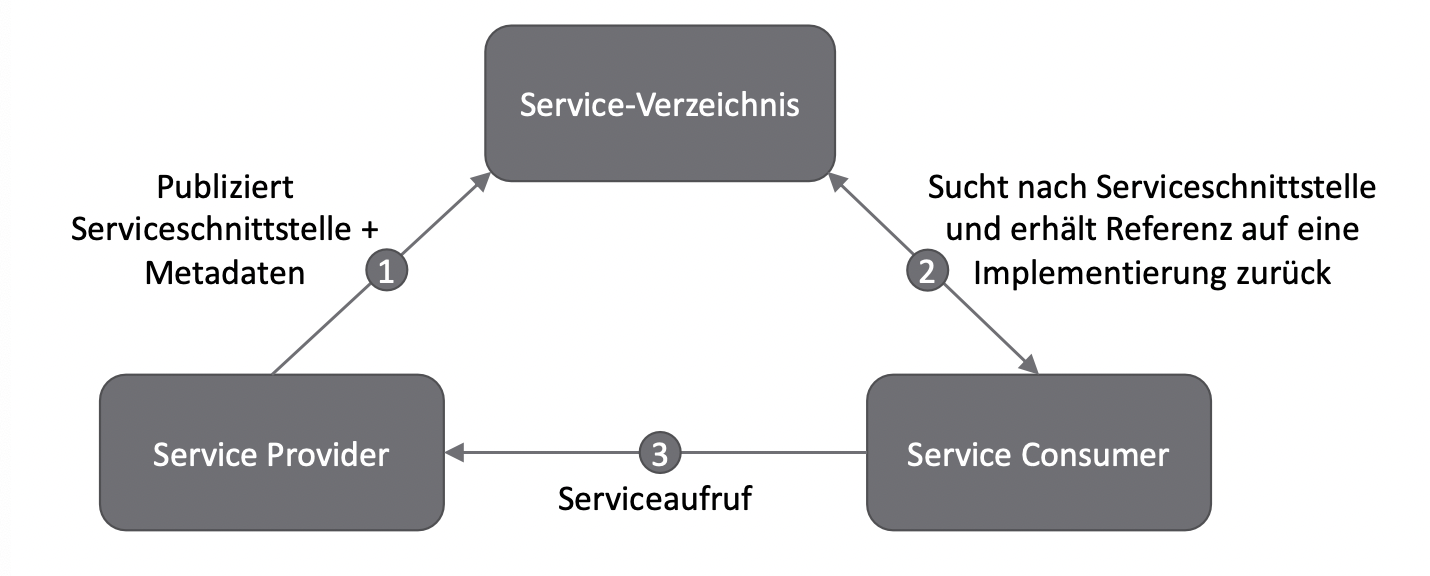 Service-Verzeichnis
Publiziert
Serviceschnittstelle +
Metadaten
1
Sucht nach Serviceschnittstelle
und erhält Referenz auf eine
Implementierung zurück
2
Service Provider
3
Serviceaufruf
Service Consumer